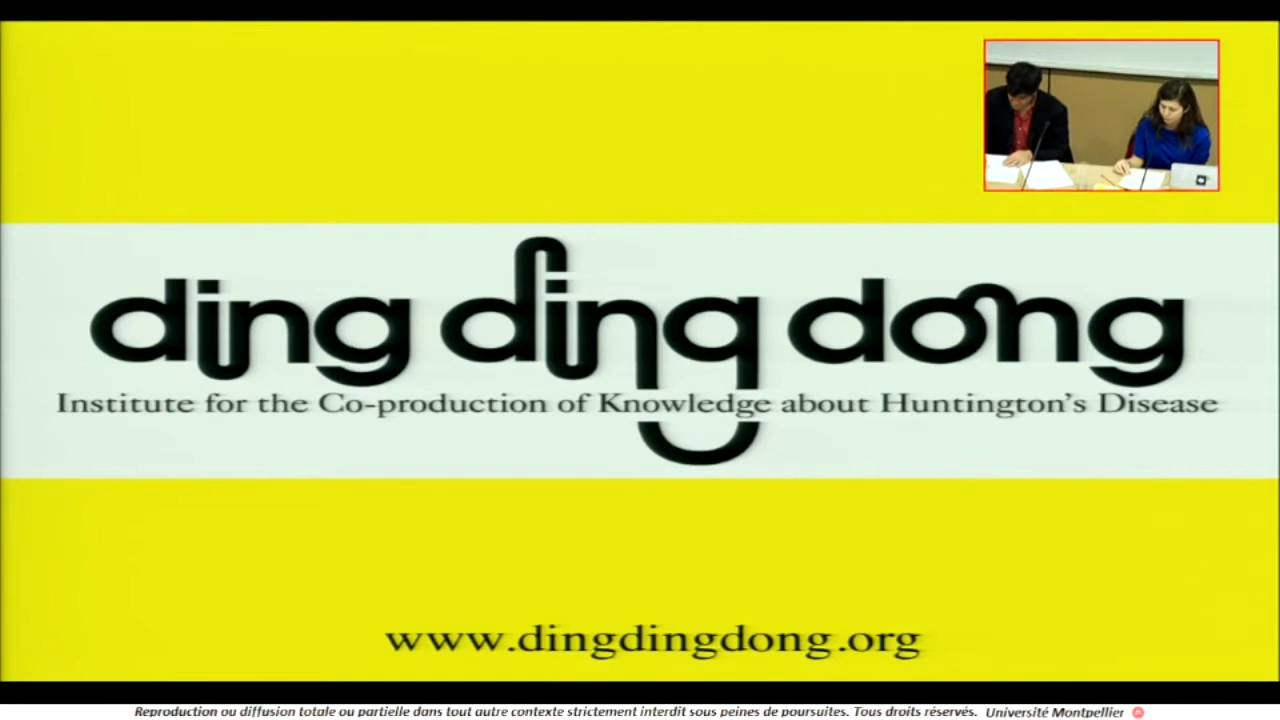 ding ding dong
Institute for the Co-production of Knowledge about Huntington's Disease
www.dingdingdong.org
Reproduction ou diffusion totale ou partielle dans tout autre contexte strictement interdit sous peines de poursuites. Tous droits réservés. Université Montpellier